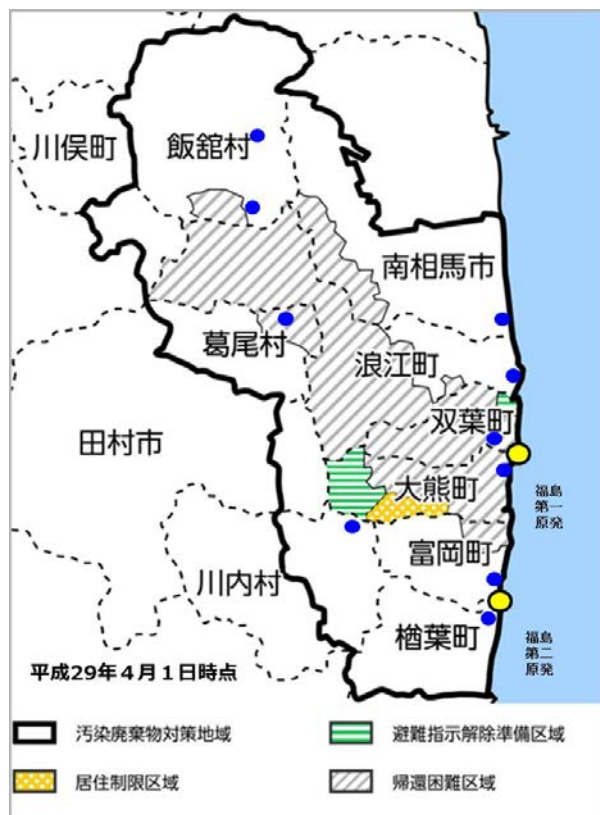 川俣町
飯舘村
南相馬市
葛尾村
浪江町
双葉町
田村市
大熊町
福島
第一
原発
富岡町
川内村
楢葉町
福島
第二
原発
平成29年４月１日時点
汚染廃棄物対策地域
避難指示解除準備区域
居住制限区域
帰還困難区域